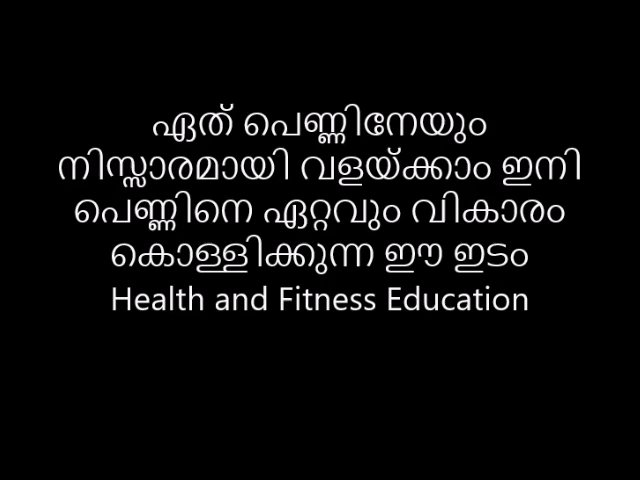 ഏത് പെണ്ണിനേയും
നിസ്സാരമായി വളയ്ക്കാം ഇനി
പെണ്ണിനെ ഏറ്റവും വികാരം
കൊള്ളിക്കുന്ന ഈ ഇടം
Health and Fitness Education